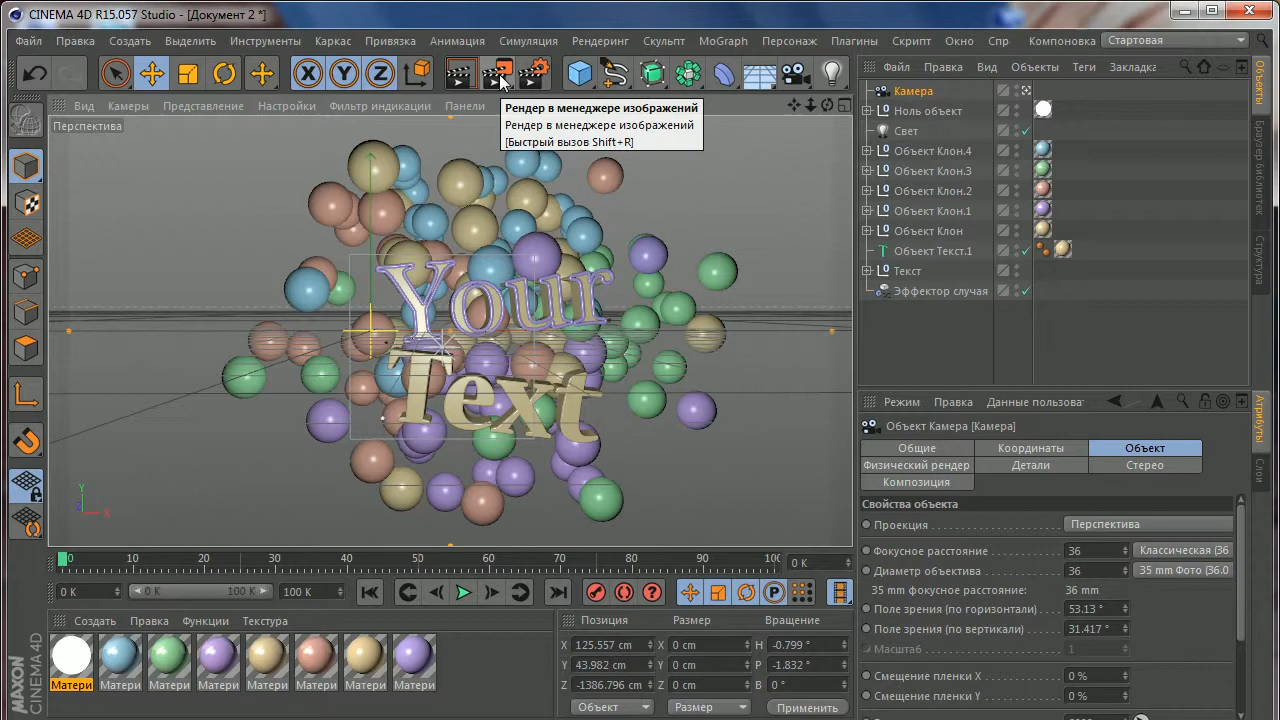 CINEMA 4D R15.057 Studio - [Документ 2 *]
Файл Правка Создать Выделить Инструменты Каркас Привязка Анимация Симуляция Рендеринг Скульпт MoGraph Персонаж Плагины Скрипт Окно Спр Компоновка Стартовая
X Y Z
Файл Правка Вид Объекты Теги Закладка
Вид Камеры Представление Настройки Фильтр индикации Панели
Рендер в менеджере изображений
Рендер в менеджере изображений
[Быстрый вызов Shift+R]
Перспектива
Камера
Ноль объект
Свет
Объект Клон.4
Объект Клон.3
Объект Клон.2
Объект Клон.1
Объект Клон
Объект Текст.1
Текст
Эффектор случая
Объекты
Браузер библиотек
Структура
Your
Text
Y
Z
X
Режим Правка Данные пользова
Объект Камера [Камера]
Общие Координаты Объект
Физический рендер Детали Стерео
Композиция
Атрибуты
Слои
Свойства объекта
Проекция Перспектива
Фокусное расстояние 36 Классическая (36
Диаметр объектива 36 35 mm Фото (36.0
35 mm фокусное расстояние: 36 mm
Поле зрения (по горизонтали) 53.13 °
Поле зрения (по вертикали) 31.417 °
Масштаб 1
Смещение пленки X 0 %
Смещение пленки Y 0 %
0 10 20 30 40 50 60 70 80 90 100 0 K
0 K 0 K 100 K 100 K
P
Создать Правка Функции Текстура
Матери Матери Матери Матери Матери Матери Матери Матери
MAXON
CINEMA 4D
Позиция Размер Вращение
X 125.557 cm X 0 cm H -0.799 °
Y 43.982 cm Y 0 cm P -1.832 °
Z -1386.796 cm Z 0 cm B 0 °
Объект Размер Применить